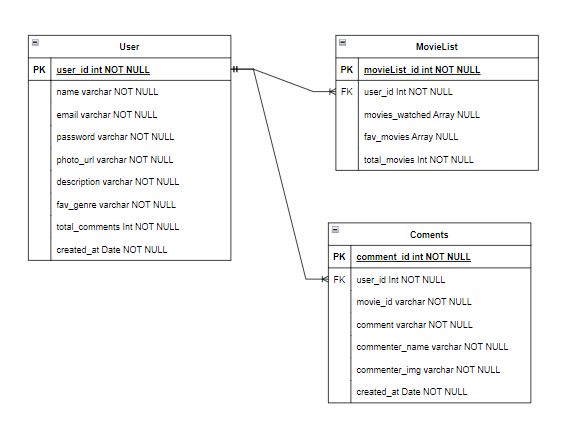 User
PK user_id int NOT NULL
name varchar NOT NULL
email varchar NOT NULL
password varchar NOT NULL
photo_url varchar NOT NULL
description varchar NOT NULL
fav_genre varchar NOT NULL
total_comments Int NOT NULL
created_at Date NOT NULL
MovieList
PK movieList_id int NOT NULL
FK user_id Int NOT NULL
movies_watched Array NULL
fav_movies Array NULL
total_movies Int NOT NULL
Coments
PK comment_id int NOT NULL
FK user_id Int NOT NULL
movie_id varchar NOT NULL
comment varchar NOT NULL
commenter_name varchar NOT NULL
commenter_img varchar NOT NULL
created_at Date NOT NULL